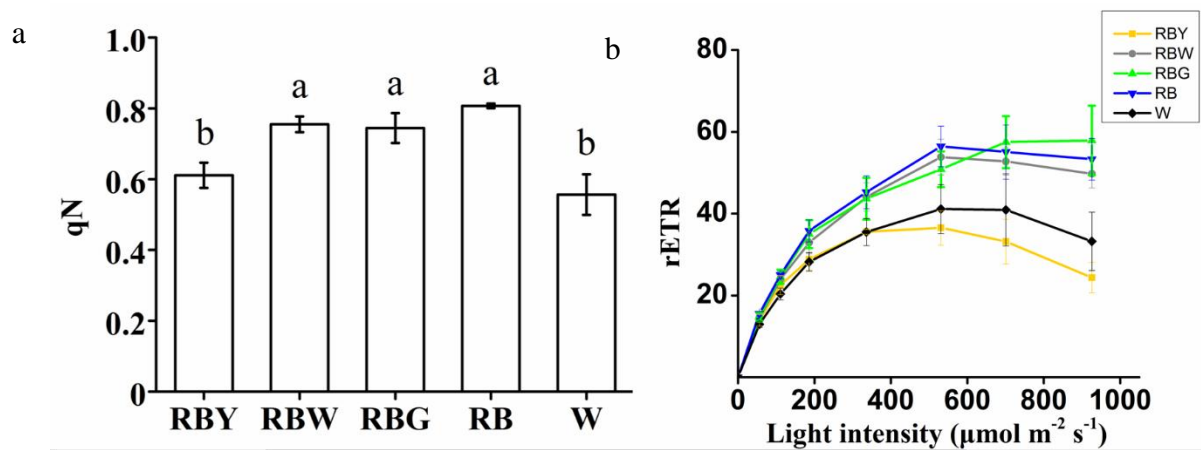 a
1.0
0.8
0.6
0.4
0.2
0
qN
b
a
a
a
b
RBY RBW RBG RB W
b
80
60
40
20
rETR
0 200 400 600 800 1000
Light intensity (μmol m⁻² s⁻¹)
RBY
RBW
RBG
RB
W